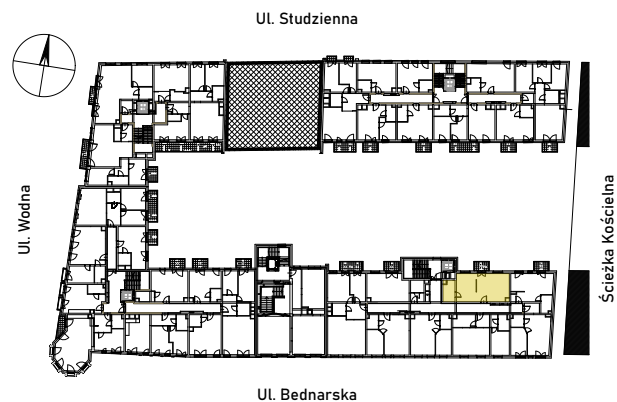 Ul. Studzienna
Ul. Wodna
Ścieżka Kościelna
Ul. Bednarska